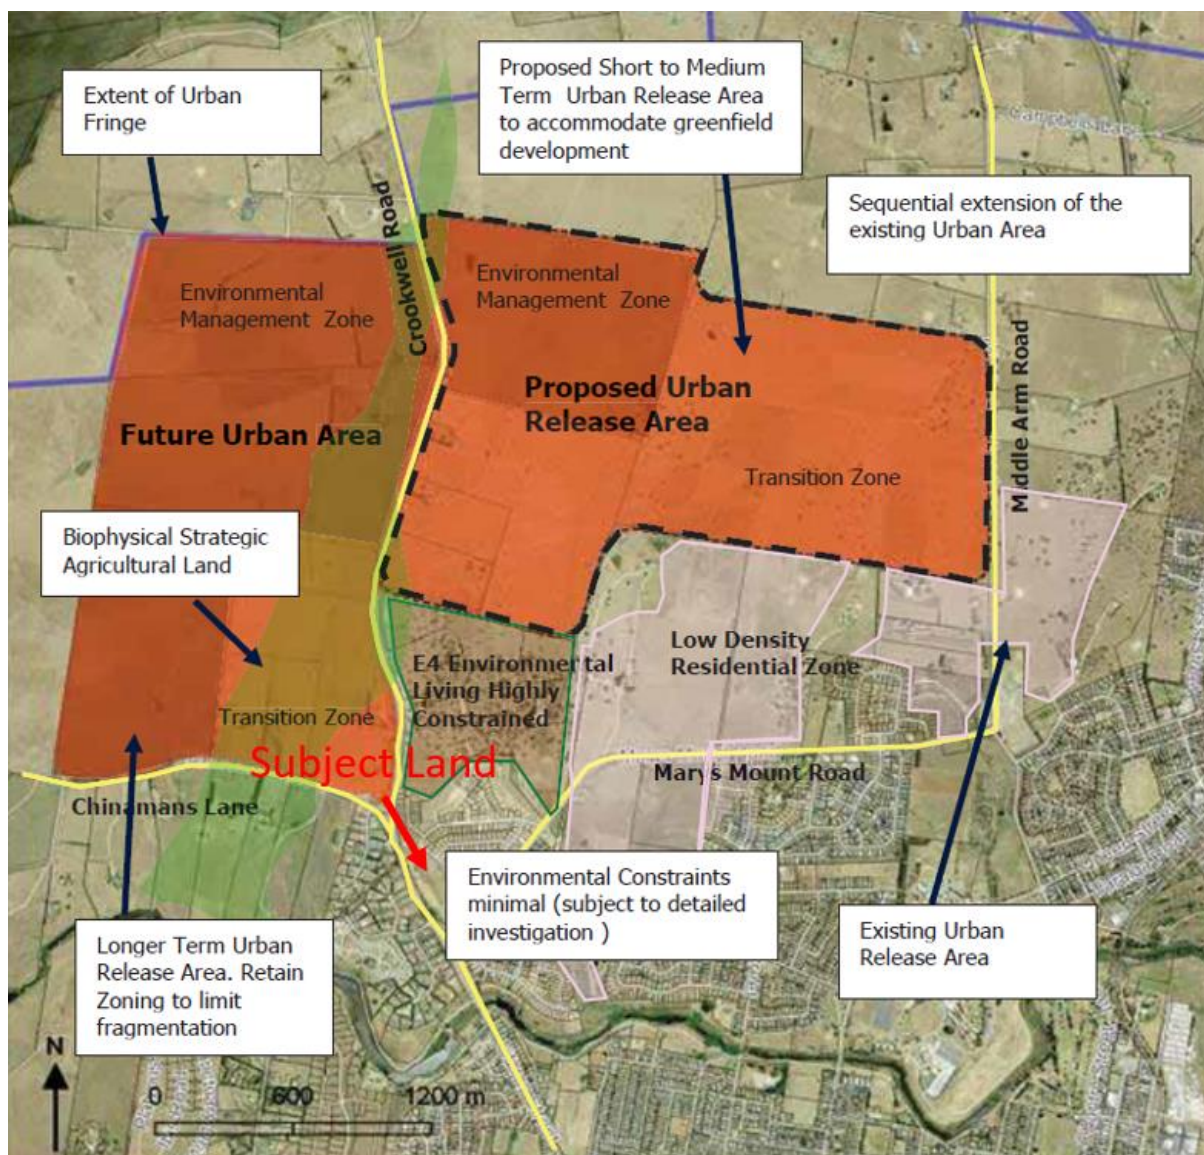 Extent of Urban
Fringe
Proposed Short to Medium
Term Urban Release Area
to accommodate greenfield
development
Campbells Lane
Sequential extension of the
existing Urban Area
Crookwell Road
Environmental
Management Zone
Environmental
Management Zone
Middle Arm Road
Proposed Urban
Release Area
Future Urban Area
Transition Zone
Biophysical Strategic
Agricultural Land
Low Density
Residential Zone
E4 Environmental
Living Highly
Constrained
Transition Zone
Subject Land
Marys Mount Road
Chinamans Lane
Environmental Constraints
minimal (subject to detailed
investigation )
Existing Urban
Release Area
Longer Term Urban
Release Area. Retain
Zoning to limit
fragmentation
N
0 600 1200 m